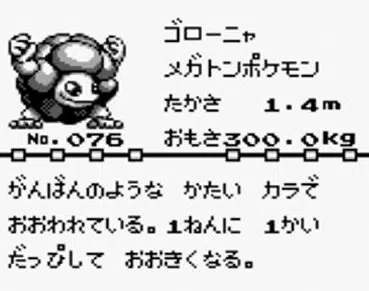 ゴローニャ
メガトンポケモン
たかさ 1.4m
おもさ300.0kg
No.076
がんばんのような かたい カラで
おおわれている。1ねんに 1かい
だっぴして おおきくなる。